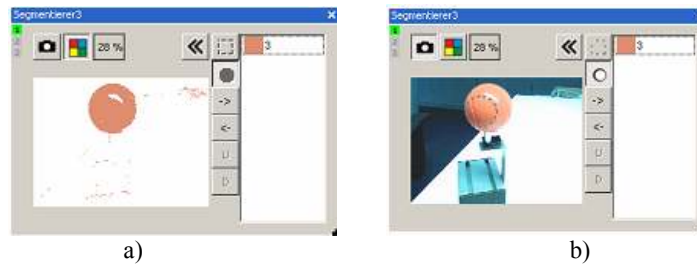 Segmentierer3
28 %
3
->
<-
U
D
a)
Segmentierer3
28 %
3
->
<-
U
D
b)